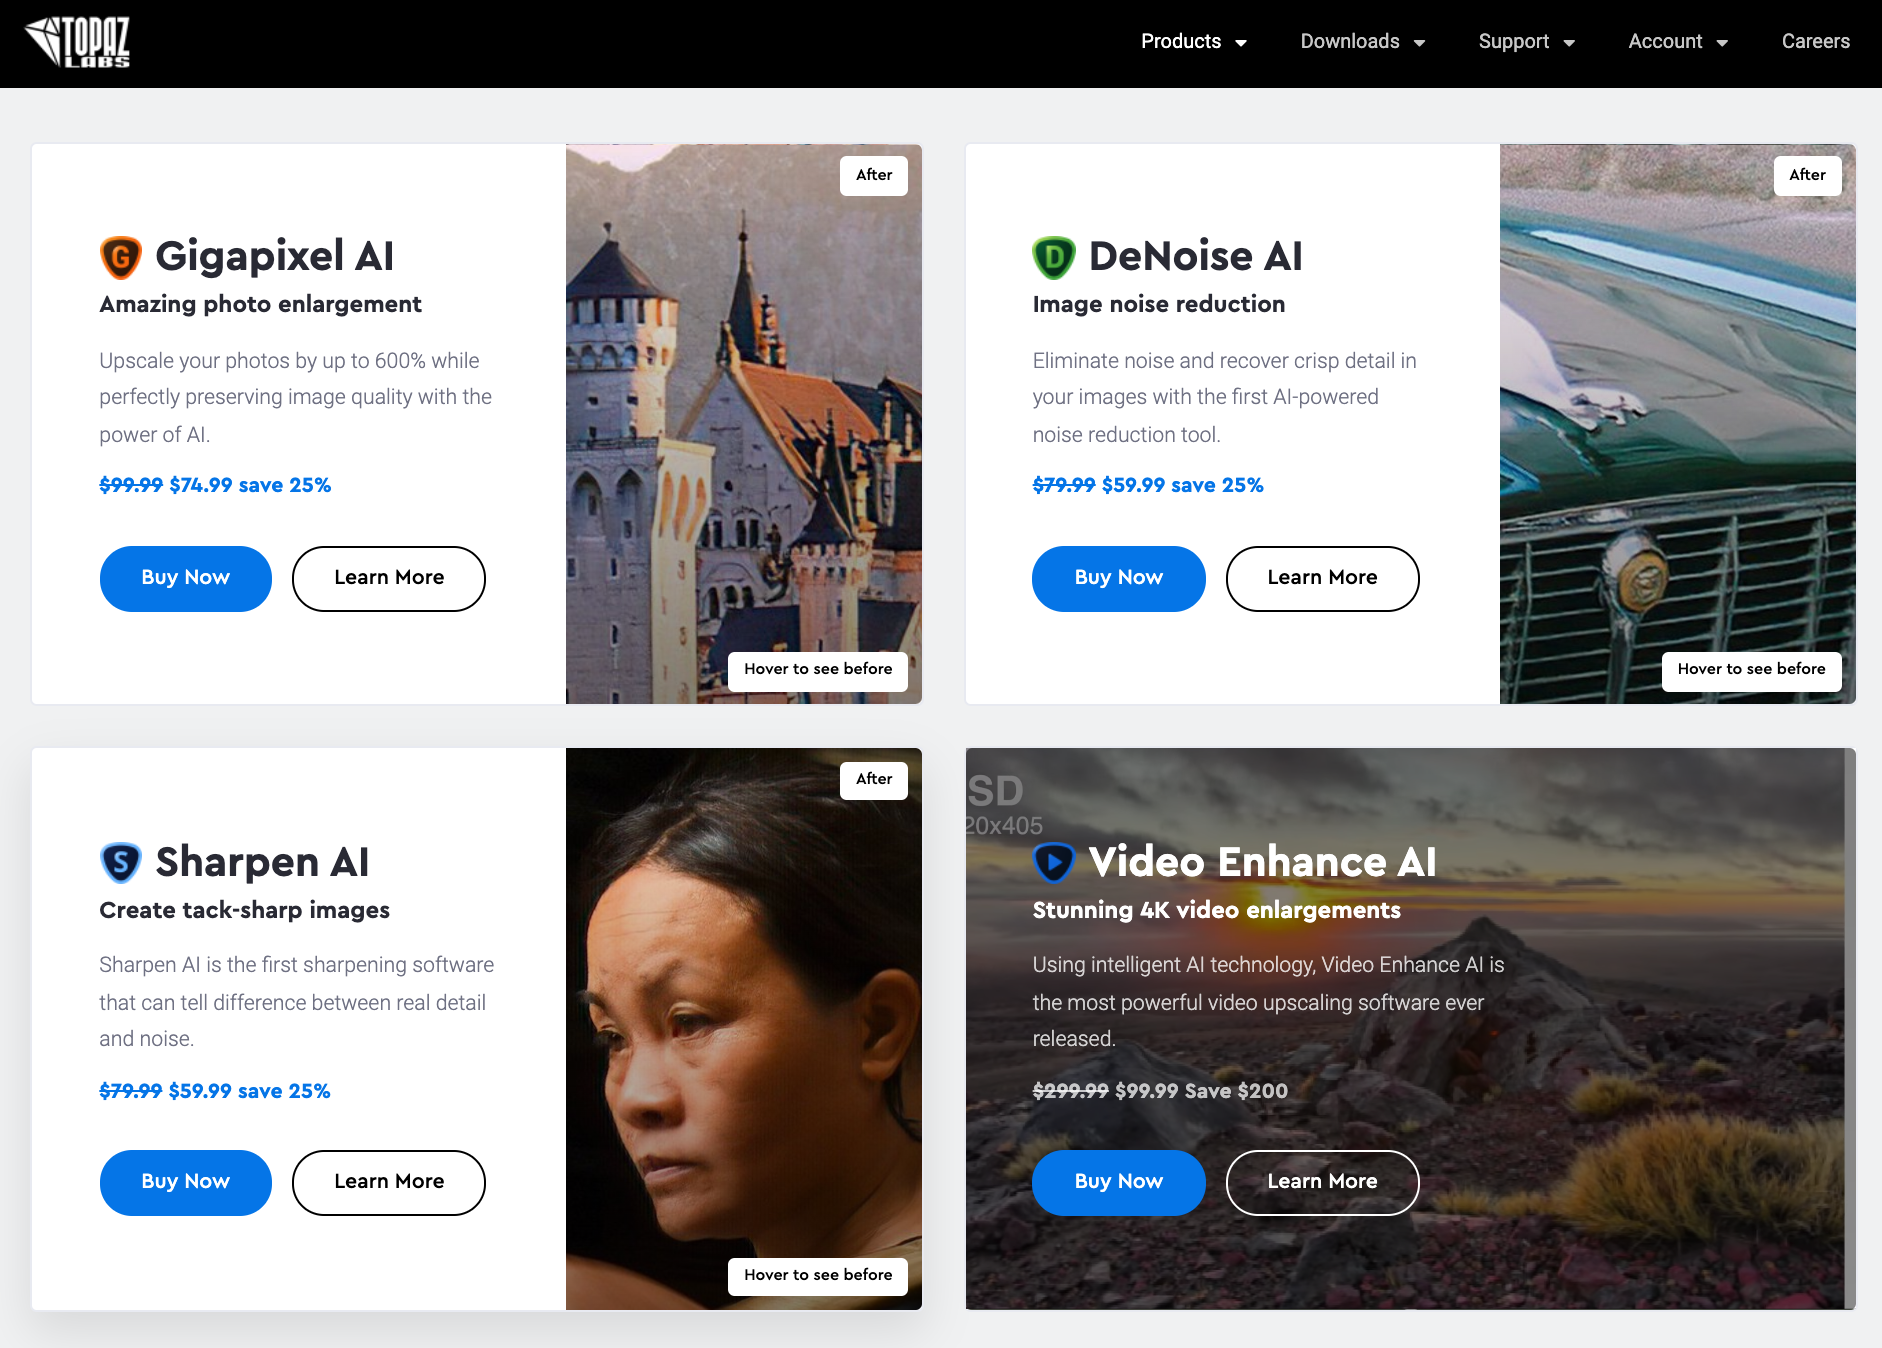 TOPAZ
LABS
Products
Downloads
Support
Account
Careers
After
G Gigapixel AI
Amazing photo enlargement
Upscale your photos by up to 600% while
perfectly preserving image quality with the
power of AI.
$99.99 $74.99 save 25%
Buy Now
Learn More
Hover to see before
After
D DeNoise AI
Image noise reduction
Eliminate noise and recover crisp detail in
your images with the first AI-powered
noise reduction tool.
$79.99 $59.99 save 25%
Buy Now
Learn More
Hover to see before
After
S Sharpen AI
Create tack-sharp images
Sharpen AI is the first sharpening software
that can tell difference between real detail
and noise.
$79.99 $59.99 save 25%
Buy Now
Learn More
Hover to see before
SD
20x405
Video Enhance AI
Stunning 4K video enlargements
Using intelligent AI technology, Video Enhance AI is
the most powerful video upscaling software ever
released.
$299.99 $99.99 Save $200
Buy Now
Learn More